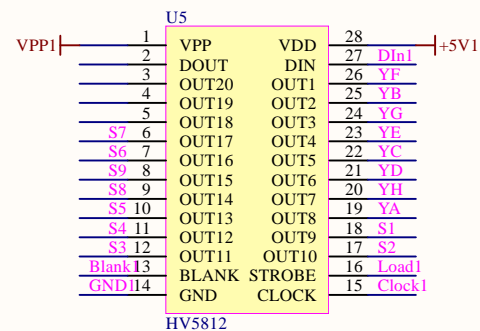 U5
VPP1 1 VPP VDD 28 +5V1
2 DOUT DIN 27 DIn1
3 OUT20 OUT1 26 YF
4 OUT19 OUT2 25 YB
5 OUT18 OUT3 24 YG
S7 6 OUT17 OUT4 23 YE
S6 7 OUT16 OUT5 22 YC
S9 8 OUT15 OUT6 21 YD
S8 9 OUT14 OUT7 20 YH
S5 10 OUT13 OUT8 19 YA
S4 11 OUT12 OUT9 18 S1
S3 12 OUT11 OUT10 17 S2
Blank1 13 BLANK STROBE 16 Load1
GND1 14 GND CLOCK 15 Clock1
HV5812